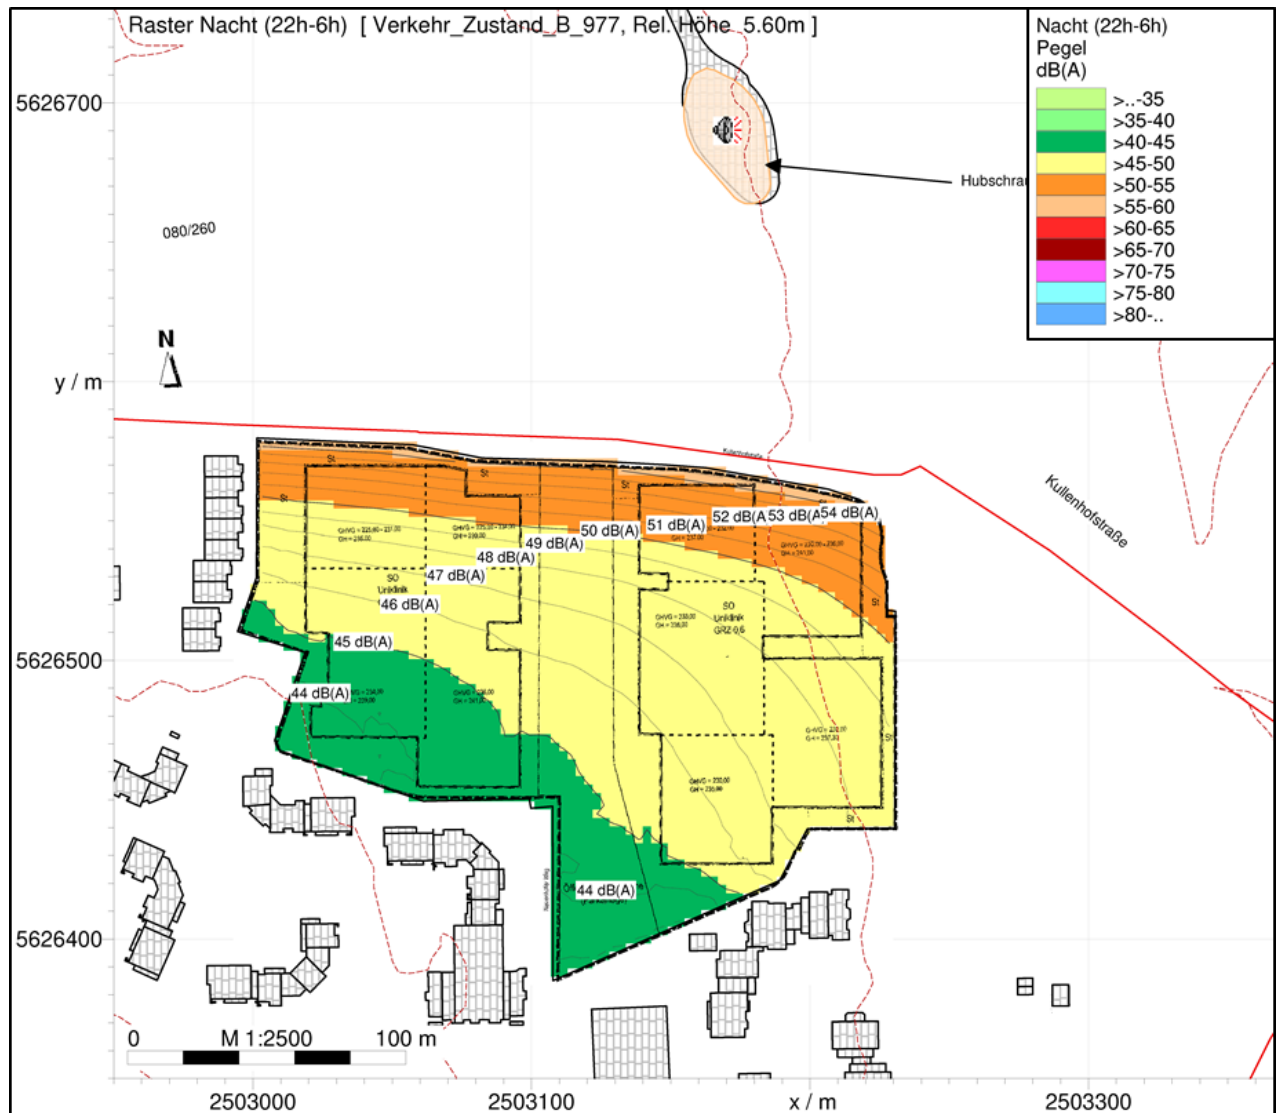 Raster Nacht (22h-6h) [ Verkehr_Zustand_B_977, Rel. Höhe 5.60m ]
Nacht (22h-6h)
Pegel
dB(A)
>..-35
>35-40
>40-45
>45-50
>50-55
>55-60
>60-65
>65-70
>70-75
>75-80
>80-..
5626700
Hubschrau
080/260
N
y / m
Kullenhofstraße
Kullenhofstraße
St
St
St
St
52 dB(A
53 dB(A)
54 dB(A)
51 dB(A)
50 dB(A)
49 dB(A)
48 dB(A)
47 dB(A)
46 dB(A)
45 dB(A)
44 dB(A)
SO
Uniklinik
SO
Uniklinik
GRZ 0,6
St
St
St
5626500
44 dB(A)
5626400
0 M 1:2500 100 m
2503000 2503100 x / m 2503300